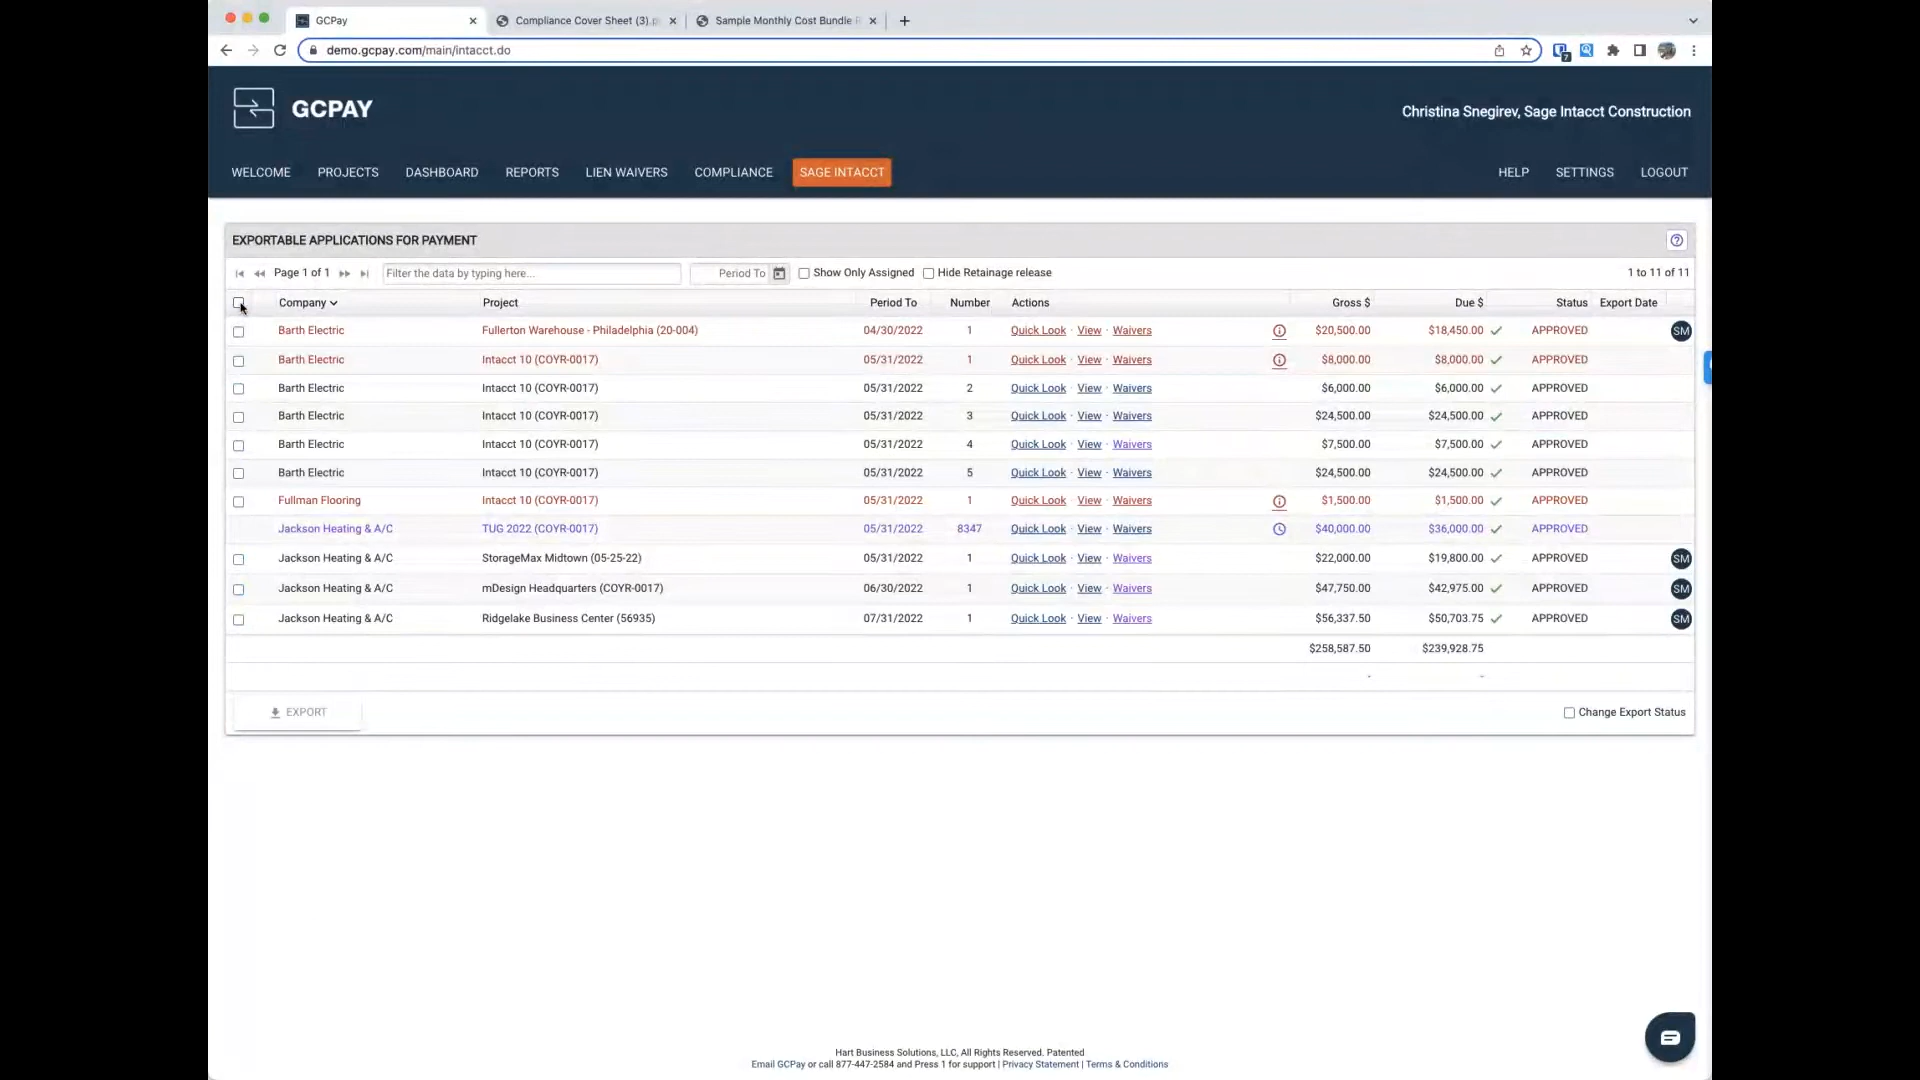 GCPay
Compliance Cover Sheet (3).p
Sample Monthly Cost Bundle R
demo.gcpay.com/main/intacct.do
7
GCPAY
Christina Snegirev, Sage Intacct Construction
WELCOME PROJECTS DASHBOARD REPORTS LIEN WAIVERS COMPLIANCE SAGE INTACCT HELP SETTINGS LOGOUT
EXPORTABLE APPLICATIONS FOR PAYMENT
Page 1 of 1 Filter the data by typing here... Period To Show Only Assigned Hide Retainage release 1 to 11 of 11
Company Project Period To Number Actions Gross $ Due $ Status Export Date
Barth Electric Fullerton Warehouse - Philadelphia (20-004) 04/30/2022 1 Quick Look · View · Waivers $20,500.00 $18,450.00 APPROVED SM
Barth Electric Intacct 10 (COYR-0017) 05/31/2022 1 Quick Look · View · Waivers $8,000.00 $8,000.00 APPROVED
Barth Electric Intacct 10 (COYR-0017) 05/31/2022 2 Quick Look · View · Waivers $6,000.00 $6,000.00 APPROVED
Barth Electric Intacct 10 (COYR-0017) 05/31/2022 3 Quick Look · View · Waivers $24,500.00 $24,500.00 APPROVED
Barth Electric Intacct 10 (COYR-0017) 05/31/2022 4 Quick Look · View · Waivers $7,500.00 $7,500.00 APPROVED
Barth Electric Intacct 10 (COYR-0017) 05/31/2022 5 Quick Look · View · Waivers $24,500.00 $24,500.00 APPROVED
Fullman Flooring Intacct 10 (COYR-0017) 05/31/2022 1 Quick Look · View · Waivers $1,500.00 $1,500.00 APPROVED
Jackson Heating & A/C TUG 2022 (COYR-0017) 05/31/2022 8347 Quick Look · View · Waivers $40,000.00 $36,000.00 APPROVED
Jackson Heating & A/C StorageMax Midtown (05-25-22) 05/31/2022 1 Quick Look · View · Waivers $22,000.00 $19,800.00 APPROVED SM
Jackson Heating & A/C mDesign Headquarters (COYR-0017) 06/30/2022 1 Quick Look · View · Waivers $47,750.00 $42,975.00 APPROVED SM
Jackson Heating & A/C Ridgelake Business Center (56935) 07/31/2022 1 Quick Look · View · Waivers $56,337.50 $50,703.75 APPROVED SM
$258,587.50 $239,928.75
- -
EXPORT Change Export Status
Hart Business Solutions, LLC, All Rights Reserved. Patented
Email GCPay or call 877-447-2584 and Press 1 for support | Privacy Statement | Terms & Conditions